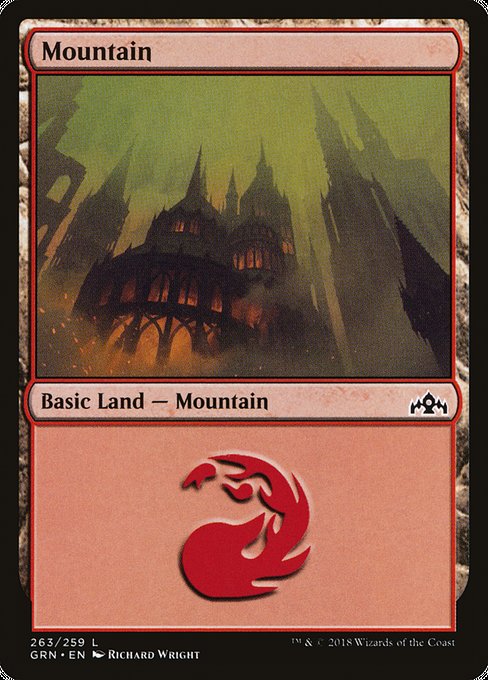 Mountain
Basic Land — Mountain
263/259 L
GRN • EN Richard Wright
™ & © 2018 Wizards of the Coast